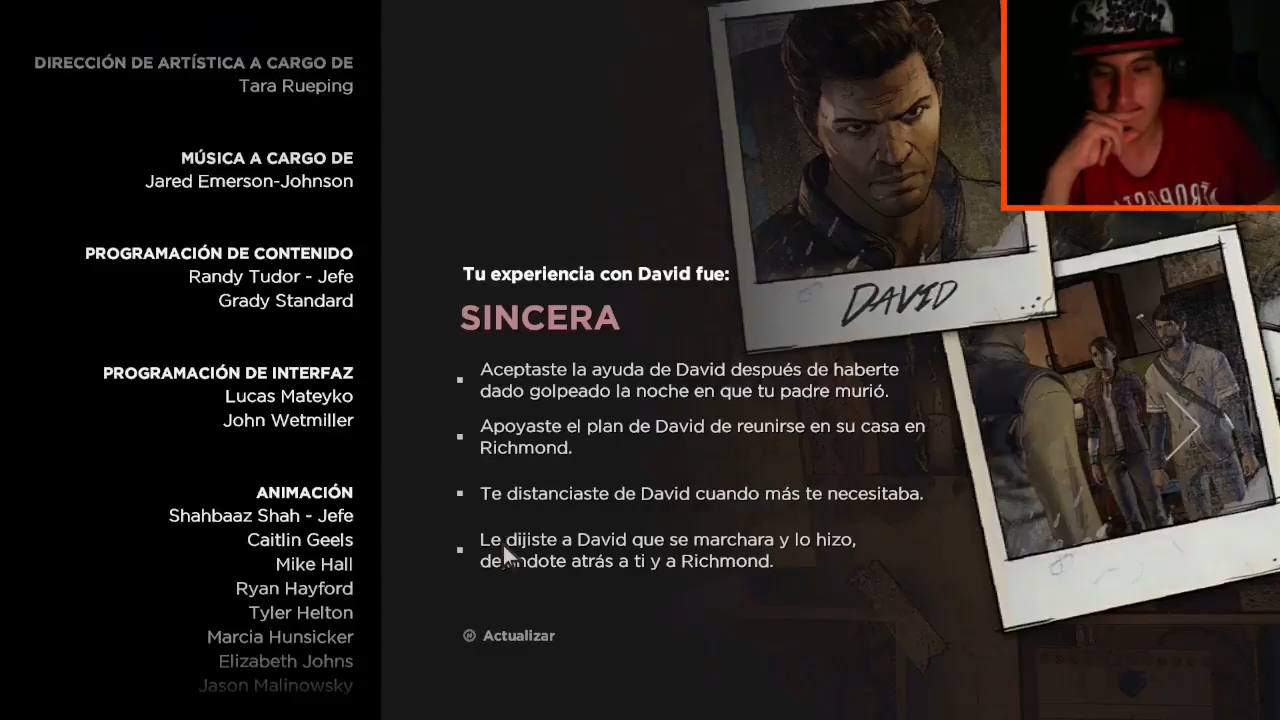 DIRECCIÓN DE ARTÍSTICA A CARGO DE
Tara Rueping
MÚSICA A CARGO DE
Jared Emerson-Johnson
PROGRAMACIÓN DE CONTENIDO
Randy Tudor - Jefe
Grady Standard
PROGRAMACIÓN DE INTERFAZ
Lucas Mateyko
John Wetmiller
ANIMACIÓN
Shahbaaz Shah - Jefe
Caitlin Geels
Mike Hall
Ryan Hayford
Tyler Helton
Marcia Hunsicker
Elizabeth Johns
Jason Malinowsky
Tu experiencia con David fue:
SINCERA
Aceptaste la ayuda de David después de haberte
dado golpeado la noche en que tu padre murió.
Apoyaste el plan de David de reunirse en su casa en
Richmond.
Te distanciaste de David cuando más te necesitaba.
Le dijiste a David que se marchara y lo hizo,
dejándote atrás a ti y a Richmond.
Actualizar
DAVID